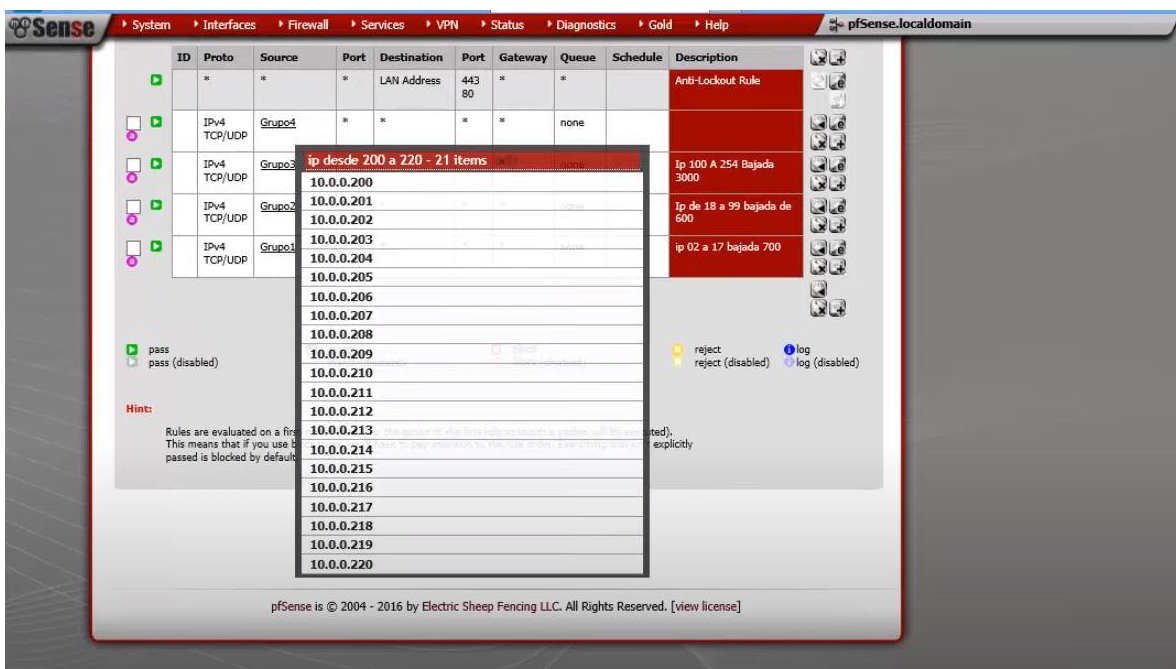 pfSense
System Interfaces Firewall Services VPN Status Diagnostics Gold Help pfSense.localdomain
ID Proto Source Port Destination Port Gateway Queue Schedule Description
* * * LAN Address 443 80 * * Anti-Lockout Rule
IPv4 TCP/UDP Grupo4 * * * * none
IPv4 TCP/UDP Grupo3 Ip 100 A 254 Bajada 3000
IPv4 TCP/UDP Grupo2 Ip de 18 a 99 bajada de 600
IPv4 TCP/UDP Grupo1 ip 02 a 17 bajada 700
ip desde 200 a 220 - 21 items
10.0.0.200
10.0.0.201
10.0.0.202
10.0.0.203
10.0.0.204
10.0.0.205
10.0.0.206
10.0.0.207
10.0.0.208
10.0.0.209
10.0.0.210
10.0.0.211
10.0.0.212
10.0.0.213
10.0.0.214
10.0.0.215
10.0.0.216
10.0.0.217
10.0.0.218
10.0.0.219
10.0.0.220
pass reject log
pass (disabled) reject (disabled) log (disabled)
Hint:
Rules are evaluated on a
This means that if you use explicitly
passed is blocked by default
pfSense is © 2004 - 2016 by Electric Sheep Fencing LLC. All Rights Reserved. [view license]